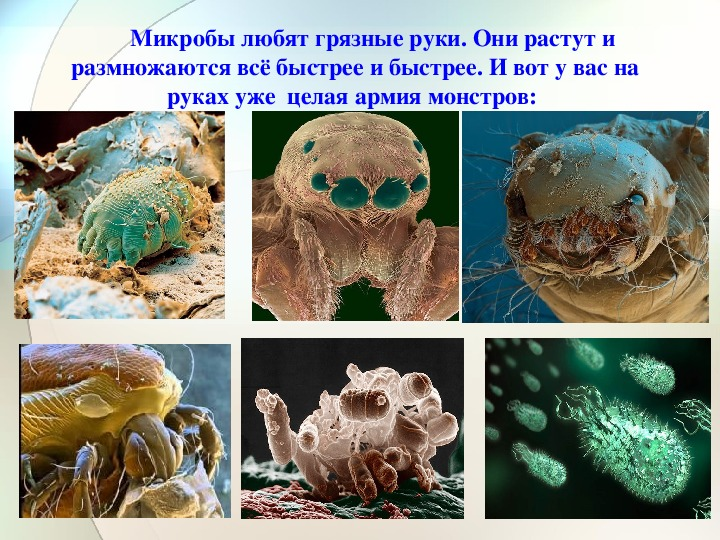 Микробы любят грязные руки. Они растут и
размножаются всё быстрее и быстрее. И вот у вас на
руках уже целая армия монстров: